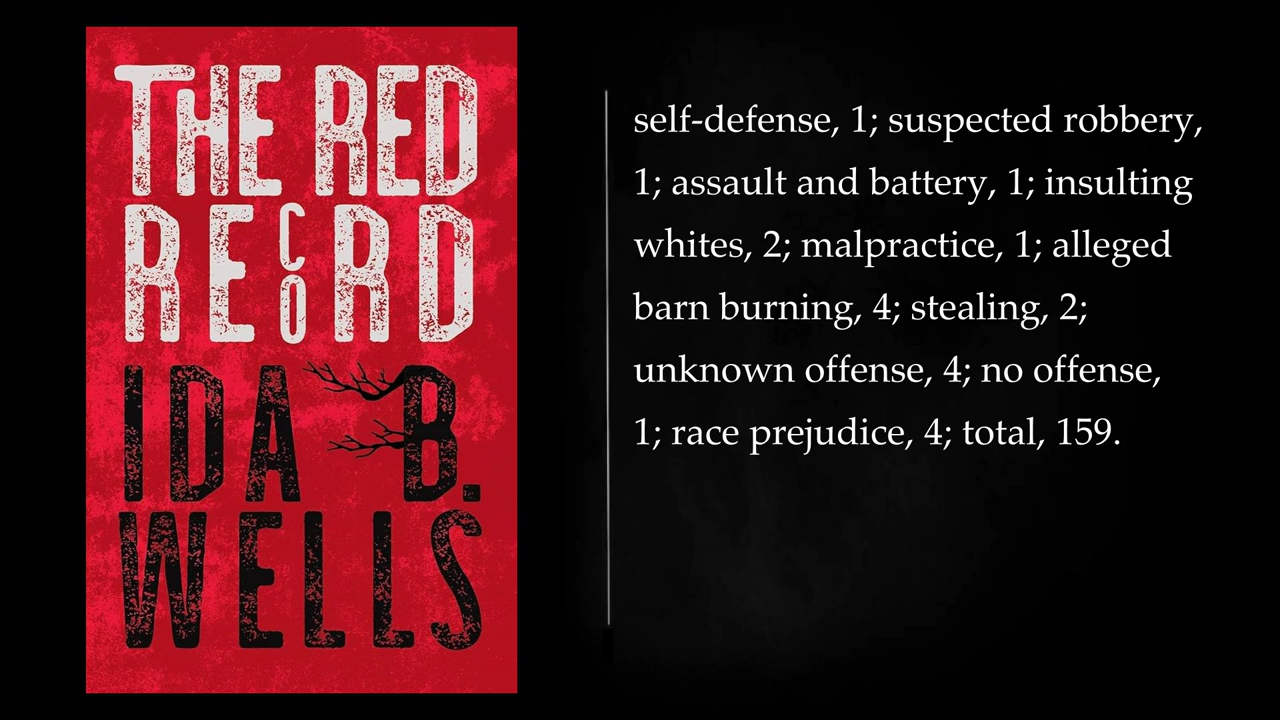 THE RED
RECORD
IDA B.
WELLS
self-defense, 1; suspected robbery,
1; assault and battery, 1; insulting
whites, 2; malpractice, 1; alleged
barn burning, 4; stealing, 2;
unknown offense, 4; no offense,
1; race prejudice, 4; total, 159.